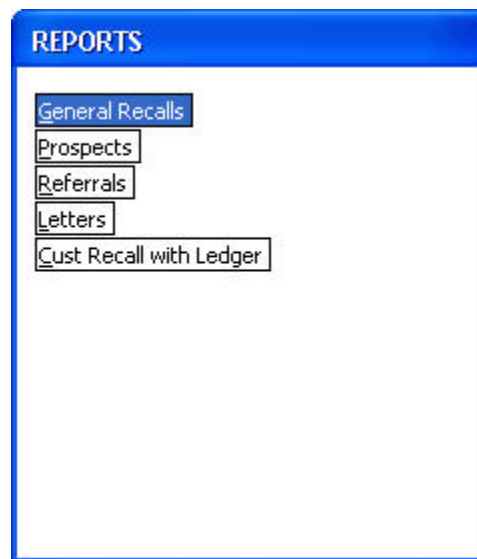 REPORTS
General Recalls
Prospects
Referrals
Letters
Cust Recall with Ledger